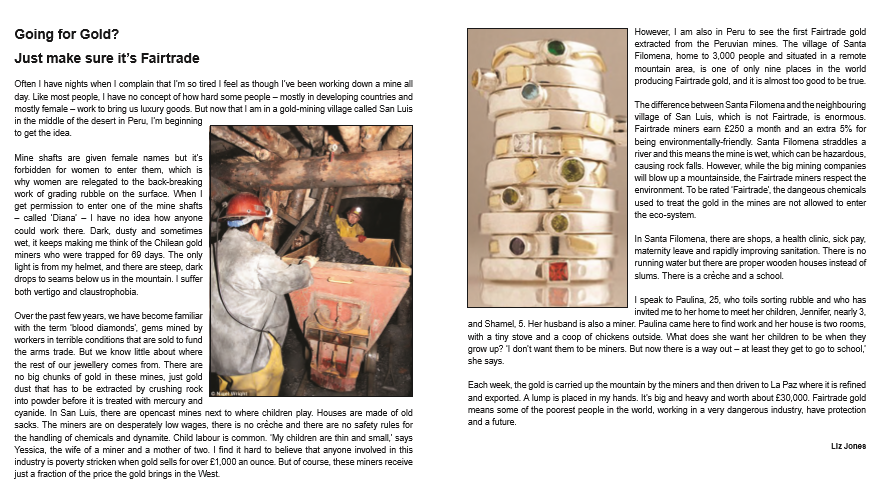 Going for Gold?
Just make sure it's Fairtrade
Often I have nights when I complain that I'm so tired I feel as though I've been working down a mine all
day. Like most people, I have no concept of how hard some people – mostly in developing countries and
mostly female – work to bring us luxury goods. But now that I am in a gold-mining village called San Luis
in the middle of the desert in Peru, I'm beginning
to get the idea.
Mine shafts are given female names but it's
forbidden for women to enter them, which is
why women are relegated to the back-breaking
work of grading rubble on the surface. When I
get permission to enter one of the mine shafts
– called 'Diana' – I have no idea how anyone
could work there. Dark, dusty and sometimes
wet, it keeps making me think of the Chilean gold
miners who were trapped for 69 days. The only
light is from my helmet, and there are steep, dark
drops to seams below us in the mountain. I suffer
both vertigo and claustrophobia.
Over the past few years, we have become familiar
with the term 'blood diamonds', gems mined by
workers in terrible conditions that are sold to fund
the arms trade. But we know little about where
the rest of our jewellery comes from. There are
no big chunks of gold in these mines, just gold
dust that has to be extracted by crushing rock
into powder before it is treated with mercury and
cyanide. In San Luis, there are opencast mines next to where children play. Houses are made of old
sacks. The miners are on desperately low wages, there is no crèche and there are no safety rules for
the handling of chemicals and dynamite. Child labour is common. 'My children are thin and small,' says
Yessica, the wife of a miner and a mother of two. I find it hard to believe that anyone involved in this
industry is poverty stricken when gold sells for over £1,000 an ounce. But of course, these miners receive
just a fraction of the price the gold brings in the West.
© Nigel Wright
However, I am also in Peru to see the first Fairtrade gold
extracted from the Peruvian mines. The village of Santa
Filomena, home to 3,000 people and situated in a remote
mountain area, is one of only nine places in the world
producing Fairtrade gold, and it is almost too good to be true.
The difference between Santa Filomena and the neighbouring
village of San Luis, which is not Fairtrade, is enormous.
Fairtrade miners earn £250 a month and an extra 5% for
being environmentally-friendly. Santa Filomena straddles a
river and this means the mine is wet, which can be hazardous,
causing rock falls. However, while the big mining companies
will blow up a mountainside, the Fairtrade miners respect the
environment. To be rated 'Fairtrade', the dangeous chemicals
used to treat the gold in the mines are not allowed to enter
the eco-system.
In Santa Filomena, there are shops, a health clinic, sick pay,
maternity leave and rapidly improving sanitation. There is no
running water but there are proper wooden houses instead of
slums. There is a crèche and a school.
I speak to Paulina, 25, who toils sorting rubble and who has
invited me to her home to meet her children, Jennifer, nearly 3,
and Shamel, 5. Her husband is also a miner. Paulina came here to find work and her house is two rooms,
with a tiny stove and a coop of chickens outside. What does she want her children to be when they
grow up? 'I don't want them to be miners. But now there is a way out – at least they get to go to school,'
she says.
Each week, the gold is carried up the mountain by the miners and then driven to La Paz where it is refined
and exported. A lump is placed in my hands. It's big and heavy and worth about £30,000. Fairtrade gold
means some of the poorest people in the world, working in a very dangerous industry, have protection
and a future.
Liz Jones